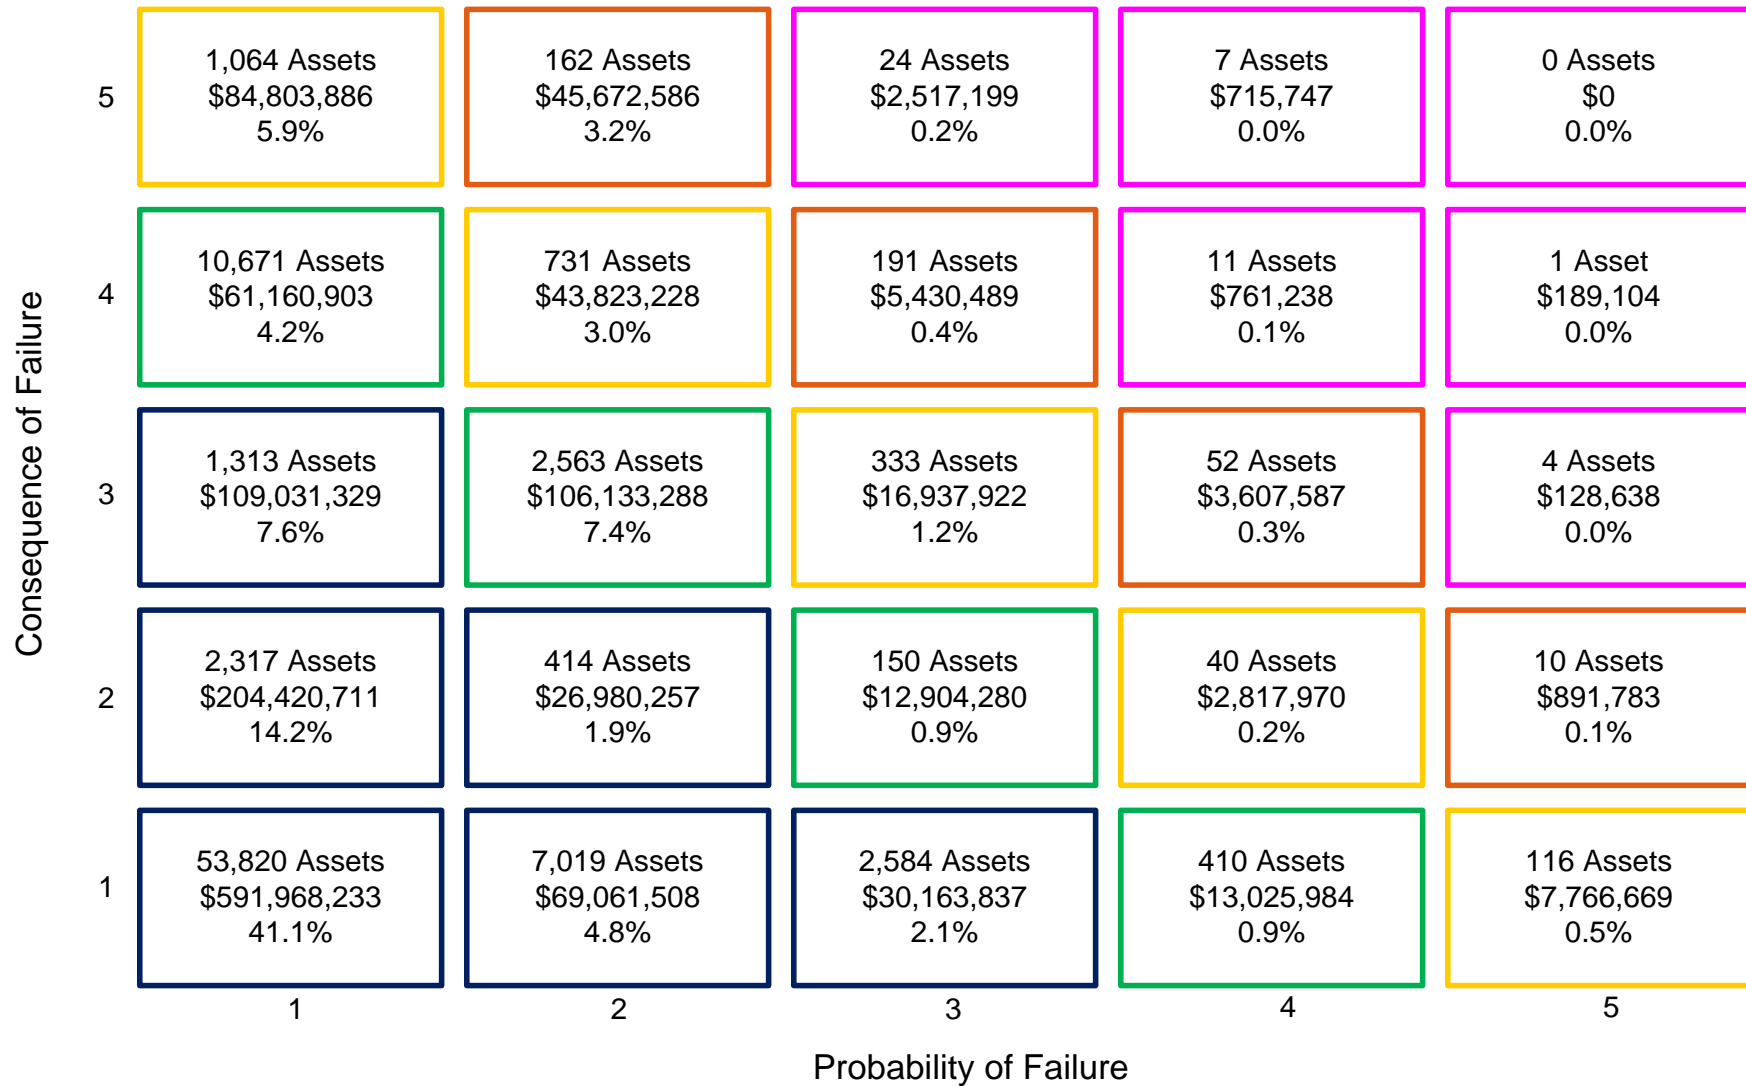 Consequence of Failure
5
1,064 Assets
$84,803,886
5.9%
162 Assets
$45,672,586
3.2%
24 Assets
$2,517,199
0.2%
7 Assets
$715,747
0.0%
0 Assets
$0
0.0%
4
10,671 Assets
$61,160,903
4.2%
731 Assets
$43,823,228
3.0%
191 Assets
$5,430,489
0.4%
11 Assets
$761,238
0.1%
1 Asset
$189,104
0.0%
3
1,313 Assets
$109,031,329
7.6%
2,563 Assets
$106,133,288
7.4%
333 Assets
$16,937,922
1.2%
52 Assets
$3,607,587
0.3%
4 Assets
$128,638
0.0%
2
2,317 Assets
$204,420,711
14.2%
414 Assets
$26,980,257
1.9%
150 Assets
$12,904,280
0.9%
40 Assets
$2,817,970
0.2%
10 Assets
$891,783
0.1%
1
53,820 Assets
$591,968,233
41.1%
7,019 Assets
$69,061,508
4.8%
2,584 Assets
$30,163,837
2.1%
410 Assets
$13,025,984
0.9%
116 Assets
$7,766,669
0.5%
1
2
3
4
5
Probability of Failure